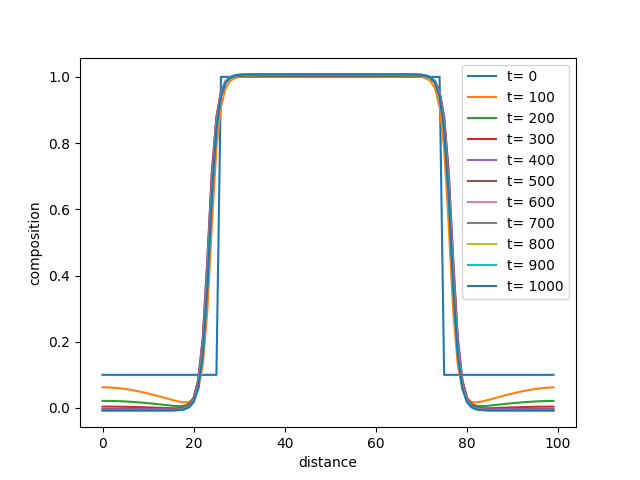 1.0
0.8
0.6
0.4
0.2
0.0
composition
0 20 40 60 80 100
distance
t= 0
t= 100
t= 200
t= 300
t= 400
t= 500
t= 600
t= 700
t= 800
t= 900
t= 1000